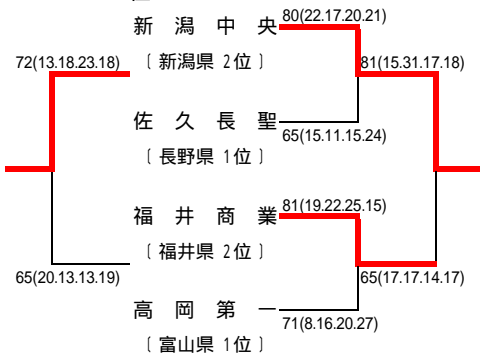 新潟中央 80(22.17.20.21)
72(13.18.23.18) 〔新潟県 2位〕 81(15.31.17.18)
佐久長聖 65(15.11.15.24)
〔長野県 1位〕
福井商業 81(19.22.25.15)
〔福井県 2位〕
65(20.13.13.19) 65(17.17.14.17)
高岡第一 71(8.16.20.27)
〔富山県 1位〕